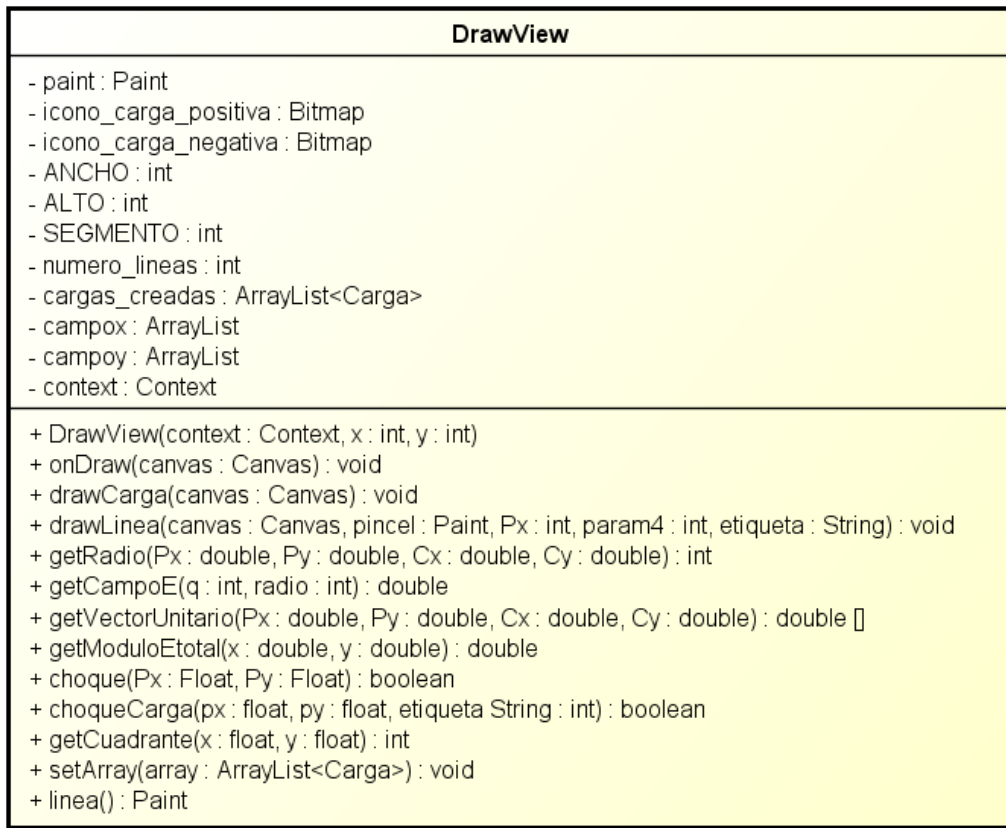 DrawView
- paint : Paint
- icono_carga_positiva : Bitmap
- icono_carga_negativa : Bitmap
- ANCHO : int
- ALTO : int
- SEGMENTO : int
- numero_lineas : int
- cargas_creadas : ArrayList<Carga>
- campox : ArrayList
- campoy : ArrayList
- context : Context
+ DrawView(context : Context, x : int, y : int)
+ onDraw(canvas : Canvas) : void
+ drawCarga(canvas : Canvas) : void
+ drawLinea(canvas : Canvas, pincel : Paint, Px : int, param4 : int, etiqueta : String) : void
+ getRadio(Px : double, Py : double, Cx : double, Cy : double) : int
+ getCampoE(q : int, radio : int) : double
+ getVectorUnitario(Px : double, Py : double, Cx : double, Cy : double) : double []
+ getModuloEtotal(x : double, y : double) : double
+ choque(Px : Float, Py : Float) : boolean
+ choqueCarga(px : float, py : float, etiqueta String : int) : boolean
+ getCuadrante(x : float, y : float) : int
+ setArray(array : ArrayList<Carga>) : void
+ linea() : Paint